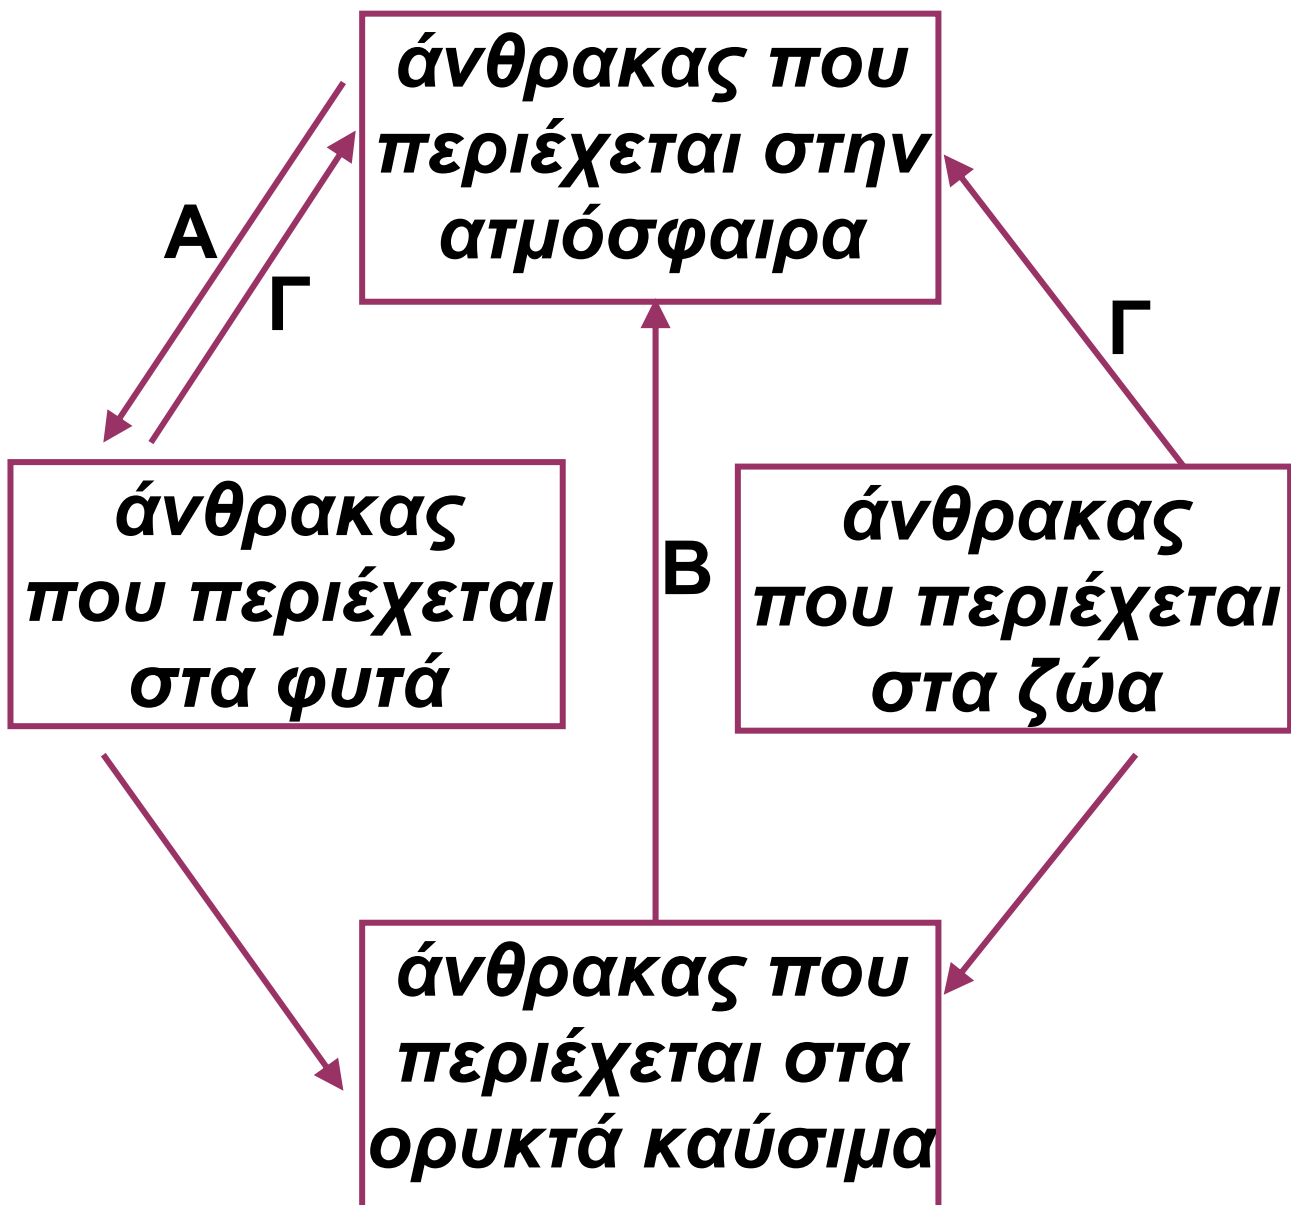 άνθρακας που
περιέχεται στην
ατμόσφαιρα
Α
Γ
Γ
άνθρακας
που περιέχεται
στα φυτά
Β
άνθρακας
που περιέχεται
στα ζώα
άνθρακας που
περιέχεται στα
ορυκτά καύσιμα